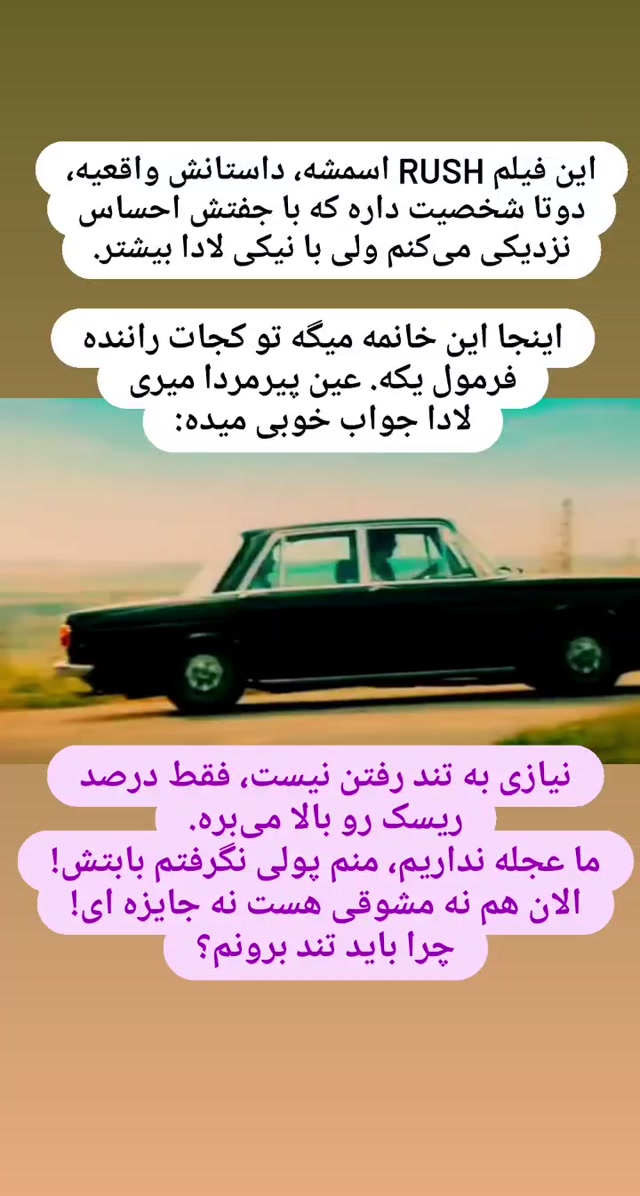 این فیلم RUSH اسمشه، داستانش واقعیه،
دوتا شخصیت داره که با جفتش احساس
نزدیکی می‌کنم ولی با نیکی لادا بیشتر.
اینجا این خانمه میگه تو کجات راننده
فرمول یکه. عین پیرمردا میری
لادا جواب خوبی میده:
نیازی به تند رفتن نیست، فقط درصد
ریسک رو بالا می‌بره.
ما عجله نداریم، منم پولی نگرفتم بابتش!
الان هم نه مشوقی هست نه جایزه ای!
چرا باید تند برونم؟